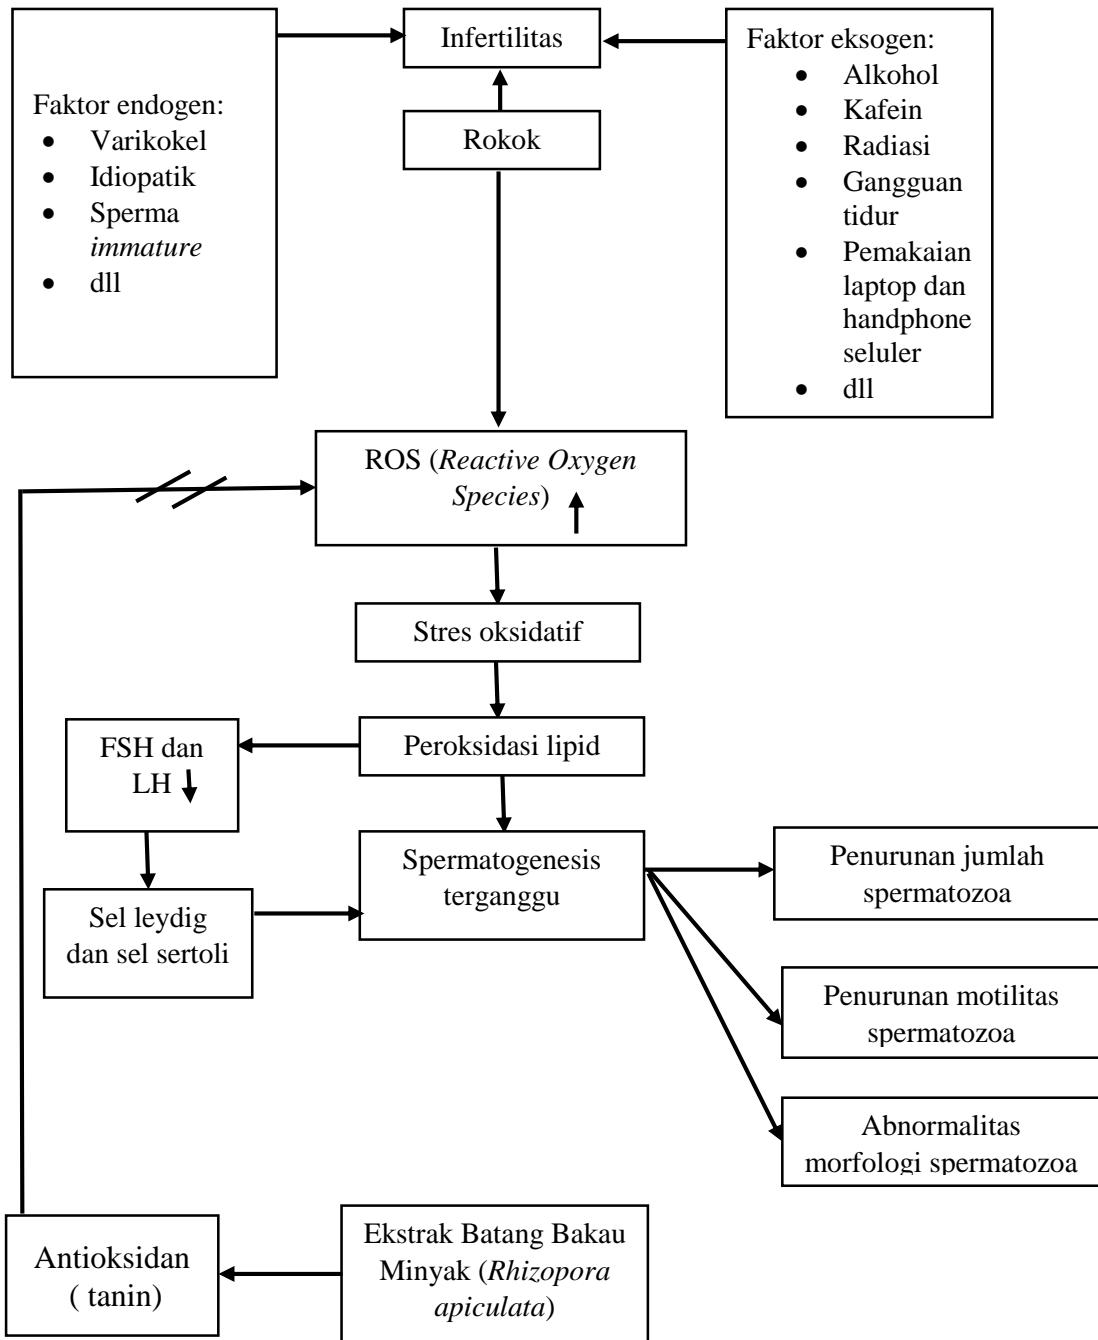 Infertilitas
Rokok
Faktor endogen:
• Varikokel
• Idiopatik
• Sperma
immature
• dll
Faktor eksogen:
• Alkohol
• Kafein
• Radiasi
• Gangguan
tidur
• Pemakaian
laptop dan
handphone
seluler
• dll
ROS (Reactive Oxygen
Species)
Stres oksidatif
Peroksidasi lipid
FSH dan
LH
Sel leydig
dan sel sertoli
Spermatogenesis
terganggu
Penurunan jumlah
spermatozoa
Penurunan motilitas
spermatozoa
Abnormalitas
morfologi spermatozoa
Antioksidan
( tanin)
Ekstrak Batang Bakau
Minyak (Rhizopora
apiculata)